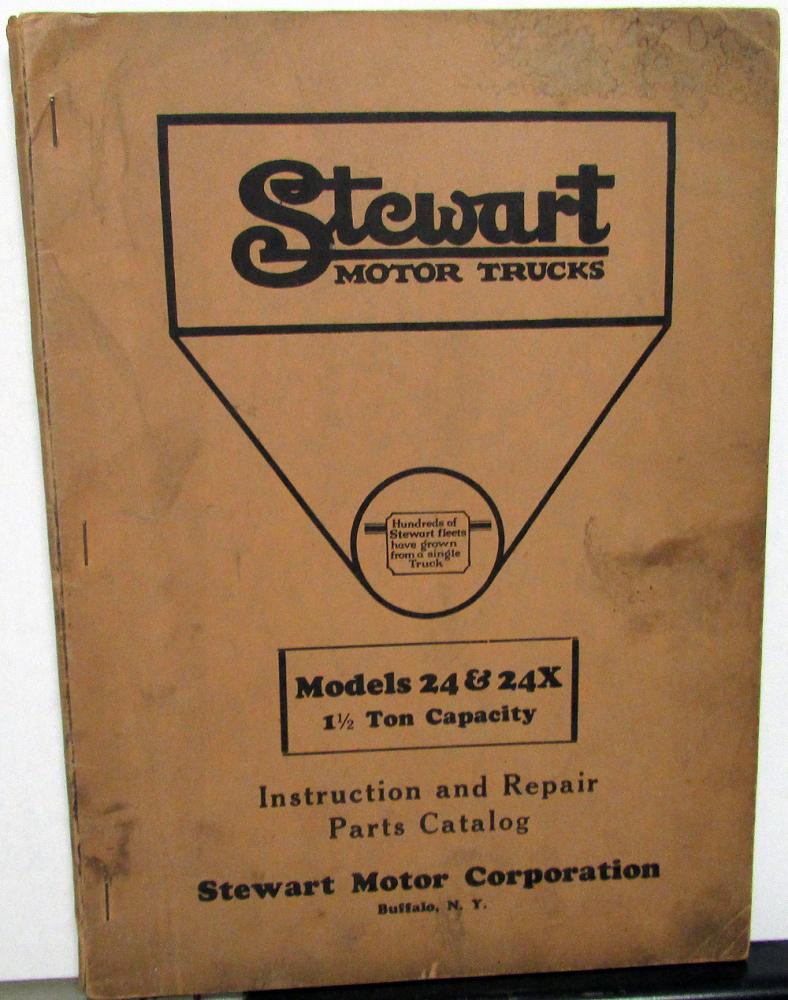 Stewart
MOTOR TRUCKS
Hundreds of
Stewart fleets
have grown
from a single
Truck
Models 24 & 24X
1½ Ton Capacity
Instruction and Repair
Parts Catalog
Stewart Motor Corporation
Buffalo, N. Y.